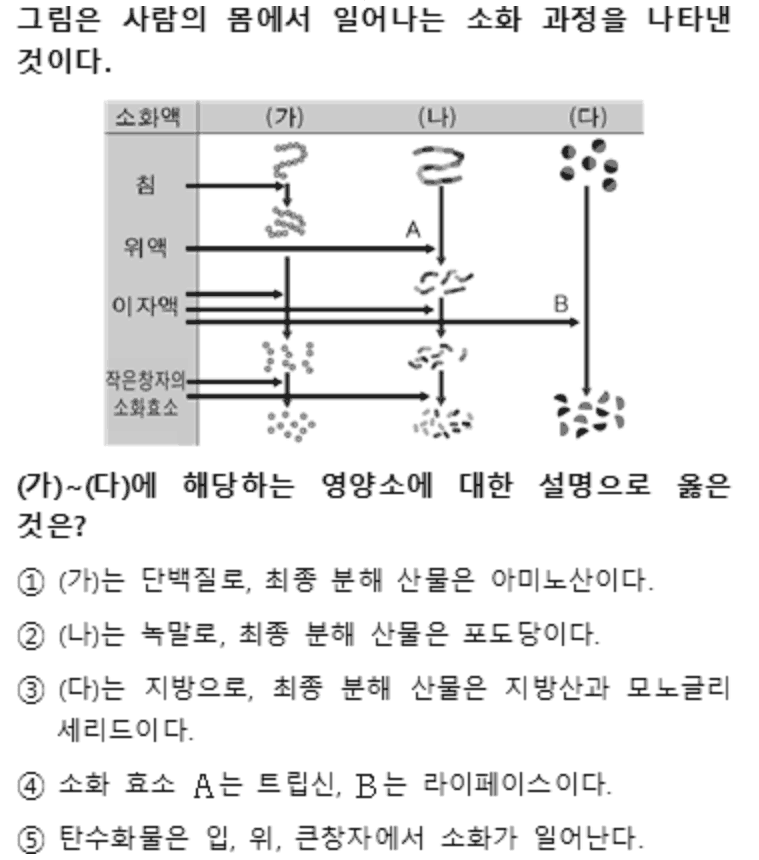 그림은 사람의 몸에서 일어나는 소화 과정을 나타낸
것이다.
소화액 (가) (나) (다)
침
위액 A
이자액 B
작은창자의
소화효소
(가)~(다)에 해당하는 영양소에 대한 설명으로 옳은
것은?
① (가)는 단백질로, 최종 분해 산물은 아미노산이다.
② (나)는 녹말로, 최종 분해 산물은 포도당이다.
③ (다)는 지방으로, 최종 분해 산물은 지방산과 모노글리
세리드이다.
④ 소화 효소 A는 트립신, B는 라이페이스이다.
⑤ 탄수화물은 입, 위, 큰창자에서 소화가 일어난다.